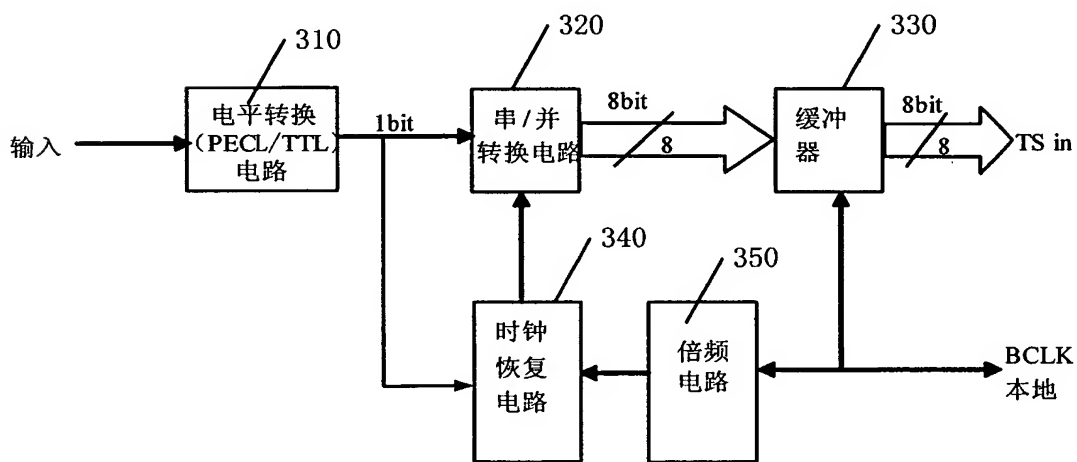 310
320
330
电平转换
(PECL/TTL)
电路
输入
1bit
串/并
转换电路
8bit
8
缓冲
器
8bit
8
TS in
340
350
时钟
恢复
电路
倍频
电路
BCLK
本地